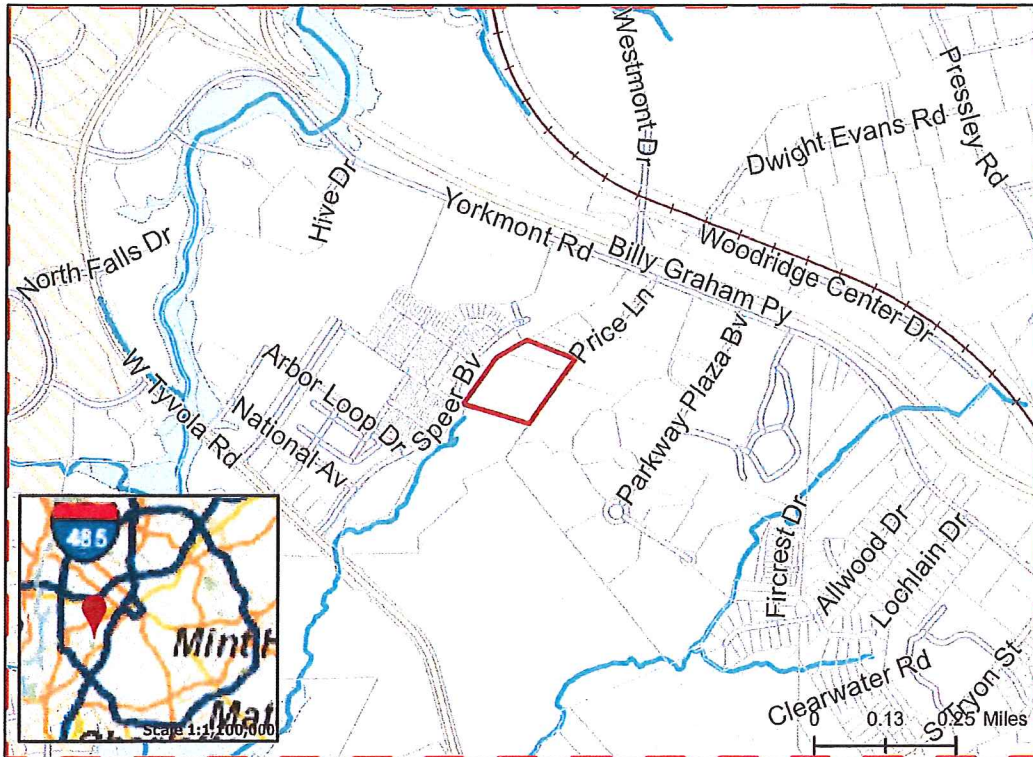 Westmont Dr
Pressley Rd
Dwight Evans Rd
Hive Dr
Yorkmont Rd
Billy Graham Py
Woodridge Center Dr
North Falls Dr
Price Ln
Parkway Plaza Bv
W Tyvola Rd
Arbor Loop Dr
National Av
Speer Bv
Fircrest Dr
Allwood Dr
Lochlain Dr
Clearwater Rd
S Tryon St
485
Mint H
Mat
Scale 1:1,100,000
0 0.13 0.25 Miles